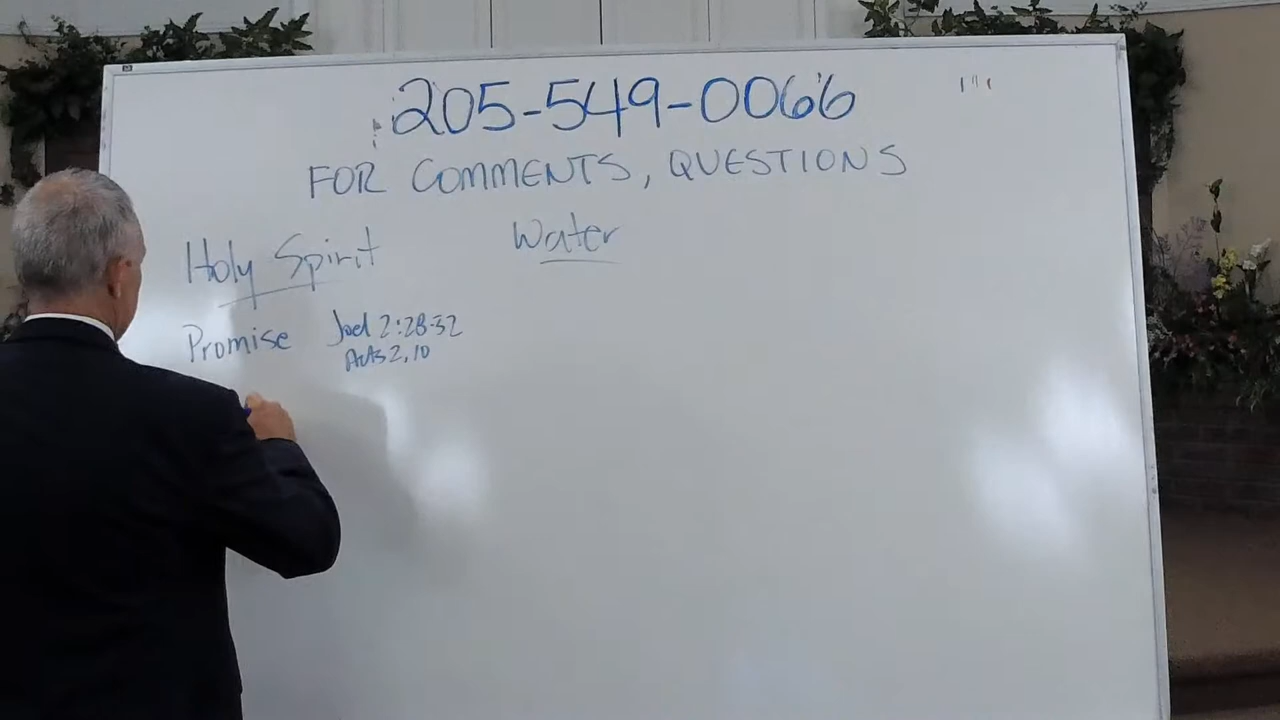 205-549-0066
FOR COMMENTS, QUESTIONS
Holy Spirit
Water
Promise Joel 2:28-32
Acts 2, 10